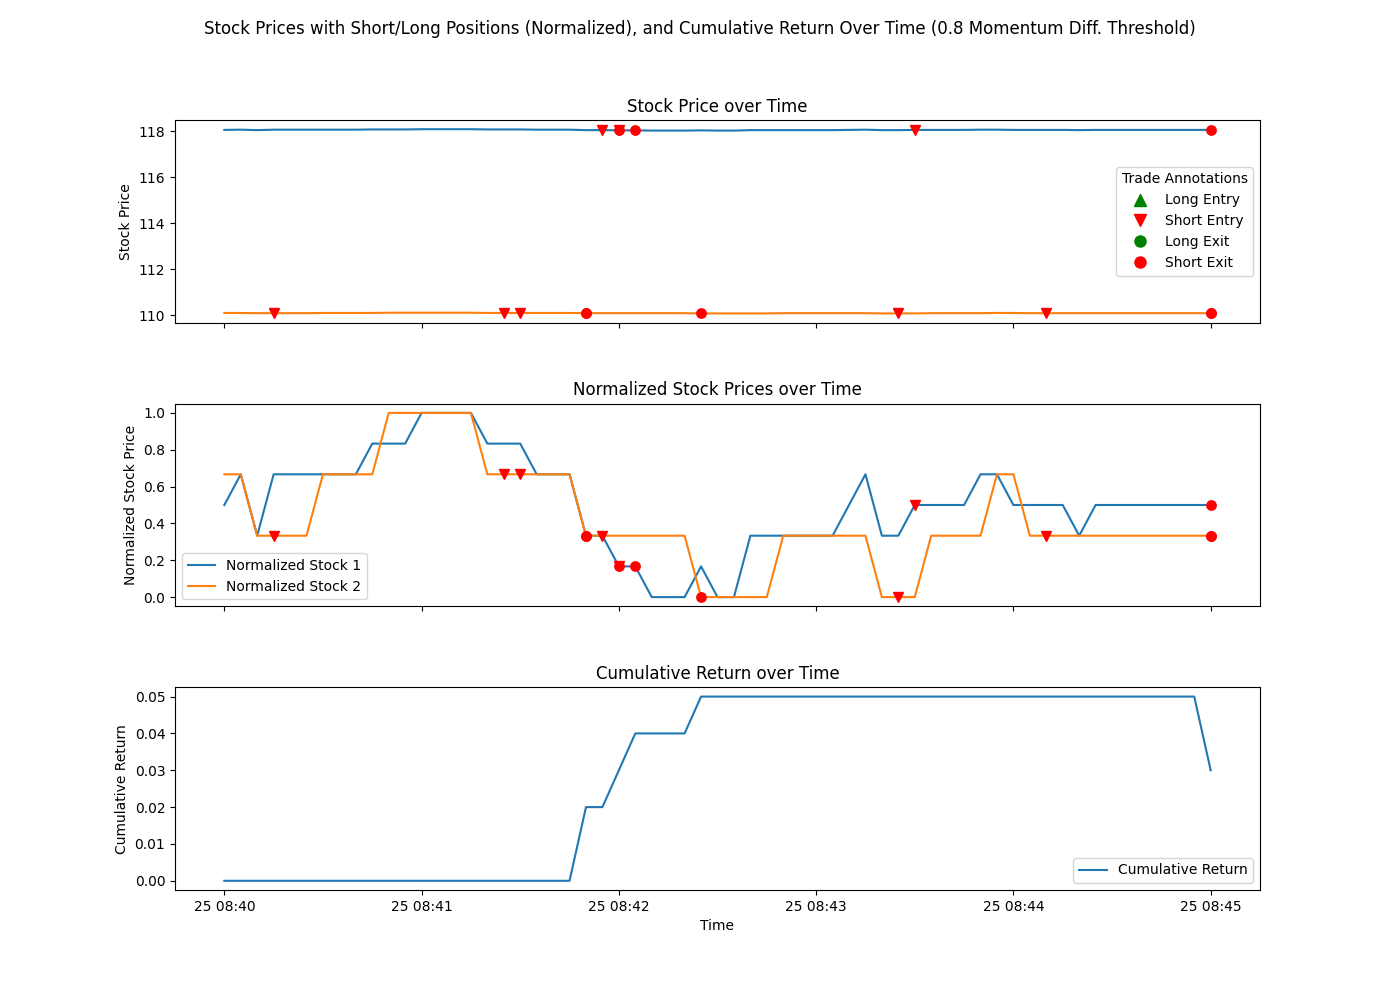 Stock Prices with Short/Long Positions (Normalized), and Cumulative Return Over Time (0.8 Momentum Diff. Threshold)
Stock Price over Time
Stock Price
118
116
114
112
110
Trade Annotations
Long Entry
Short Entry
Long Exit
Short Exit
Normalized Stock Prices over Time
Normalized Stock Price
1.0
0.8
0.6
0.4
0.2
0.0
Normalized Stock 1
Normalized Stock 2
Cumulative Return over Time
Cumulative Return
0.05
0.04
0.03
0.02
0.01
0.00
Cumulative Return
25 08:40 25 08:41 25 08:42 25 08:43 25 08:44 25 08:45
Time